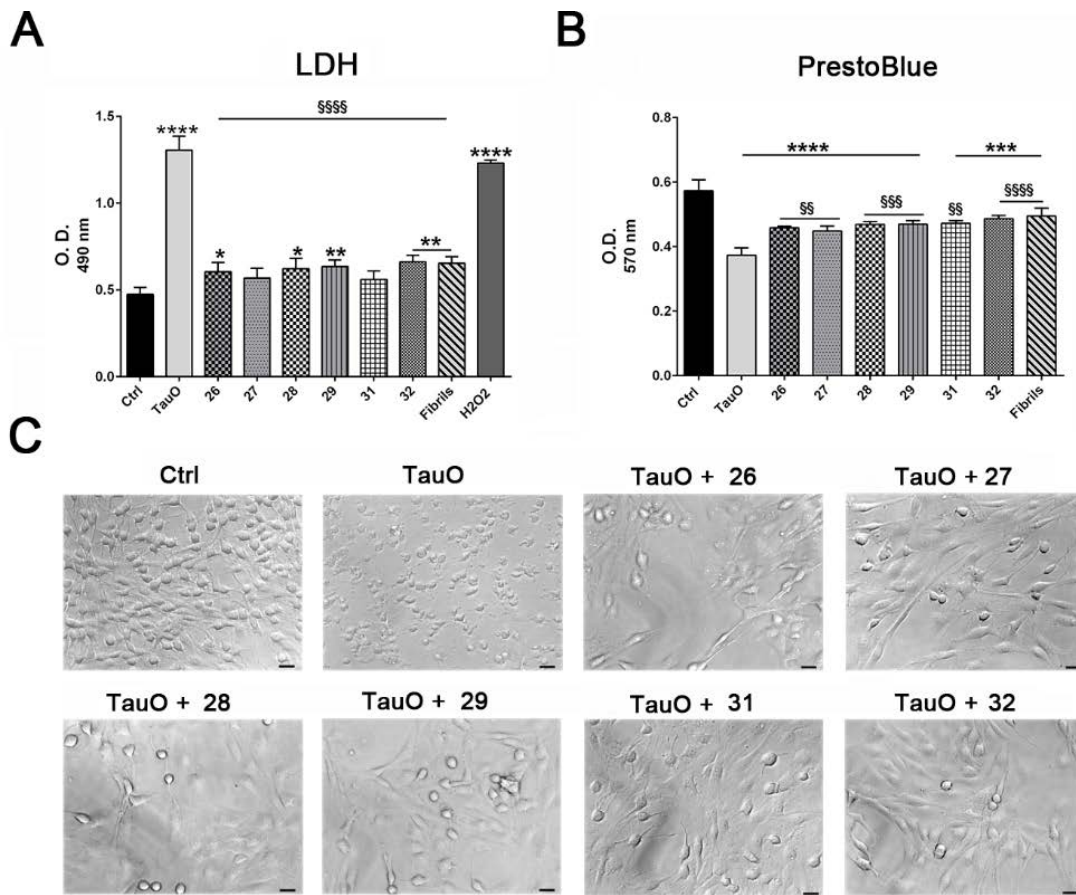 A
LDH
O. D.
490 nm
1.5
1.0
0.5
0.0
****
§§§§
*
*
**
**
****
Ctrl
TauO
26
27
28
29
31
32
Fibrils
H2O2
B
PrestoBlue
O.D.
570 nm
0.8
0.6
0.4
0.2
0.0
****
***
§§
§§§
§§
§§§§
Ctrl
TauO
26
27
28
29
31
32
Fibrils
C
Ctrl
TauO
TauO + 26
TauO + 27
TauO + 28
TauO + 29
TauO + 31
TauO + 32